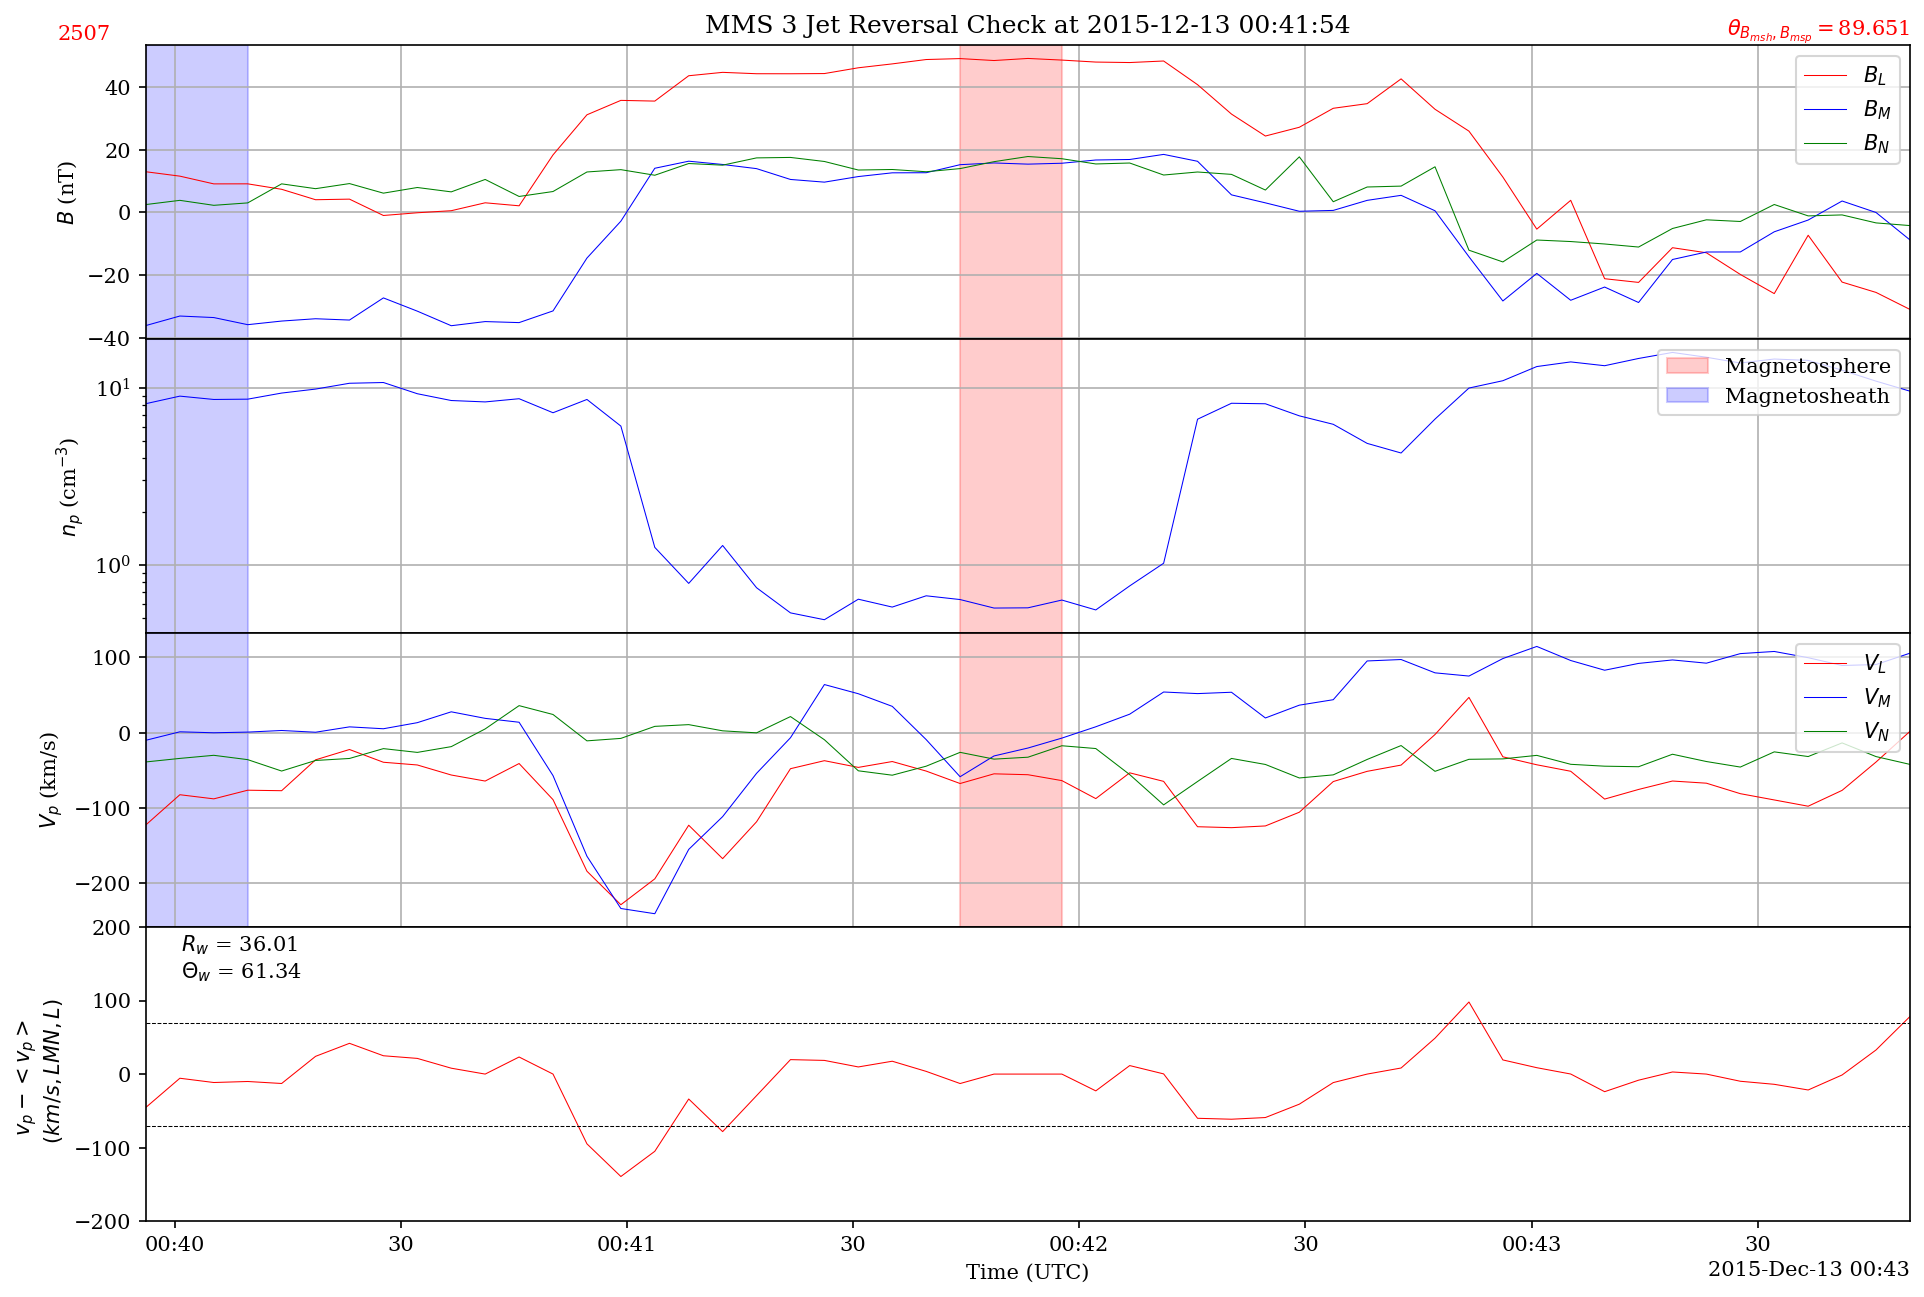 MMS 3 Jet Reversal Check at 2015-12-13 00:41:54
2507
θ_{B_{msh}, B_{msp}} = 89.651
B (nT)
40
20
0
−20
−40
B_L
B_M
B_N
n_p (cm^{−3})
10^1
10^0
Magnetosphere
Magnetosheath
V_p (km/s)
100
0
−100
−200
V_L
V_M
V_N
v_p − < v_p >
(km/s, LMN, L)
200
100
0
−100
−200
R_w = 36.01
Θ_w = 61.34
00:40 30 00:41 30 00:42 30 00:43 30
Time (UTC)
2015-Dec-13 00:43